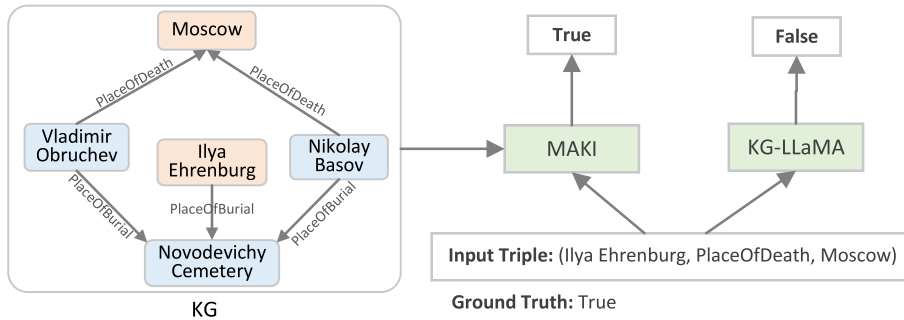 Moscow
PlaceOfDeath
PlaceOfDeath
Vladimir
Obruchev
Ilya
Ehrenburg
Nikolay
Basov
PlaceOfBurial
PlaceOfBurial
PlaceOfBurial
Novodevichy
Cemetery
KG
True
False
MAKI
KG-LLaMA
Input Triple: (Ilya Ehrenburg, PlaceOfDeath, Moscow)
Ground Truth: True